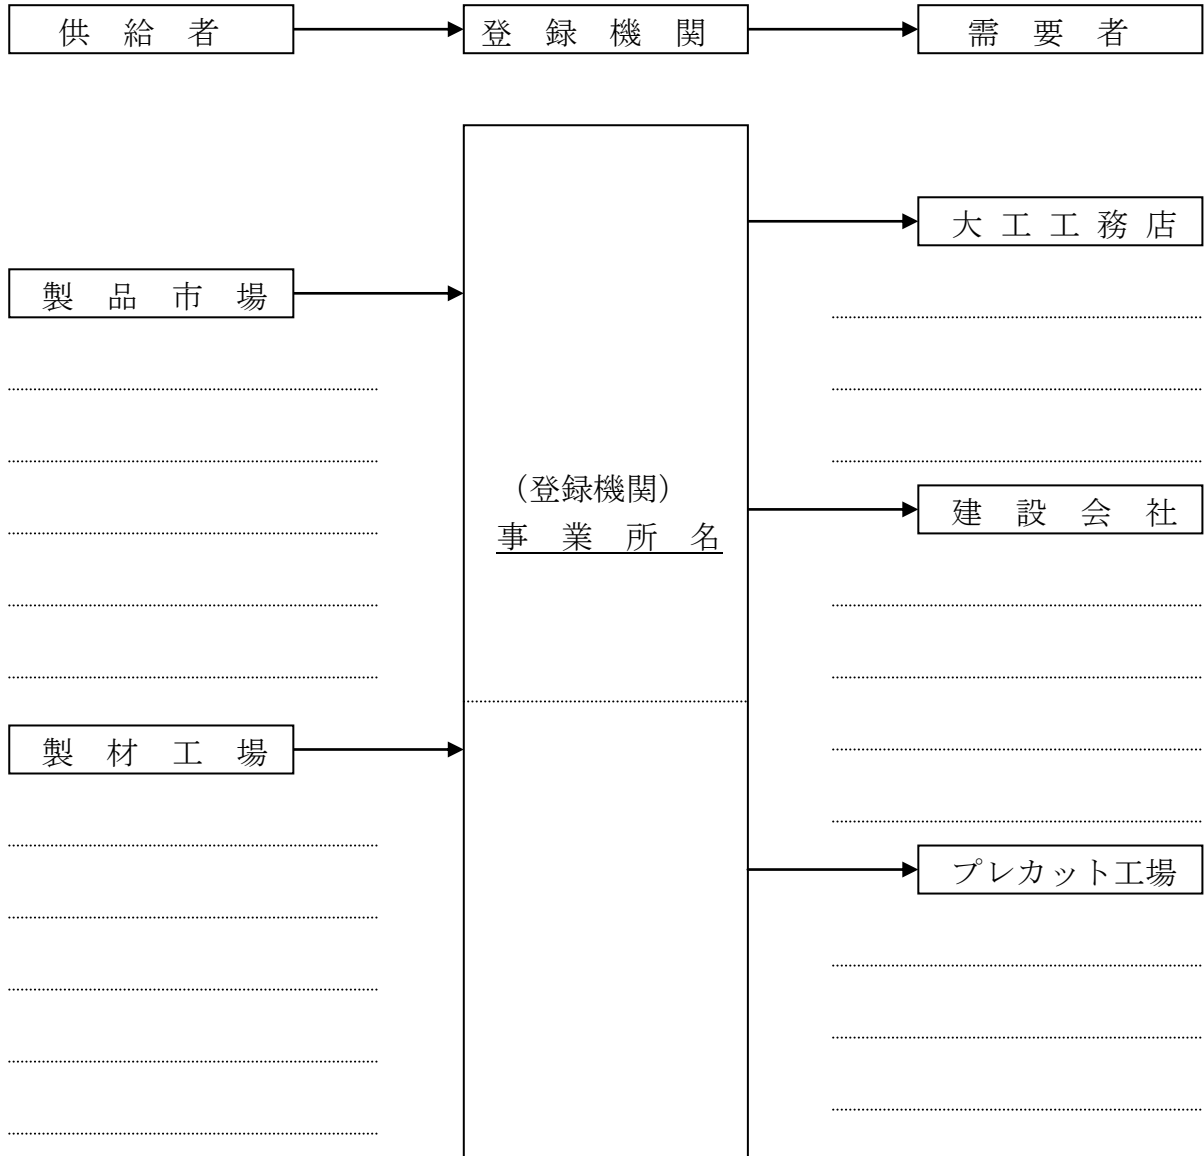 供給者
登録機関
需要者
大工工務店
製品市場
(登録機関)
事業所名
建設会社
製材工場
プレカット工場